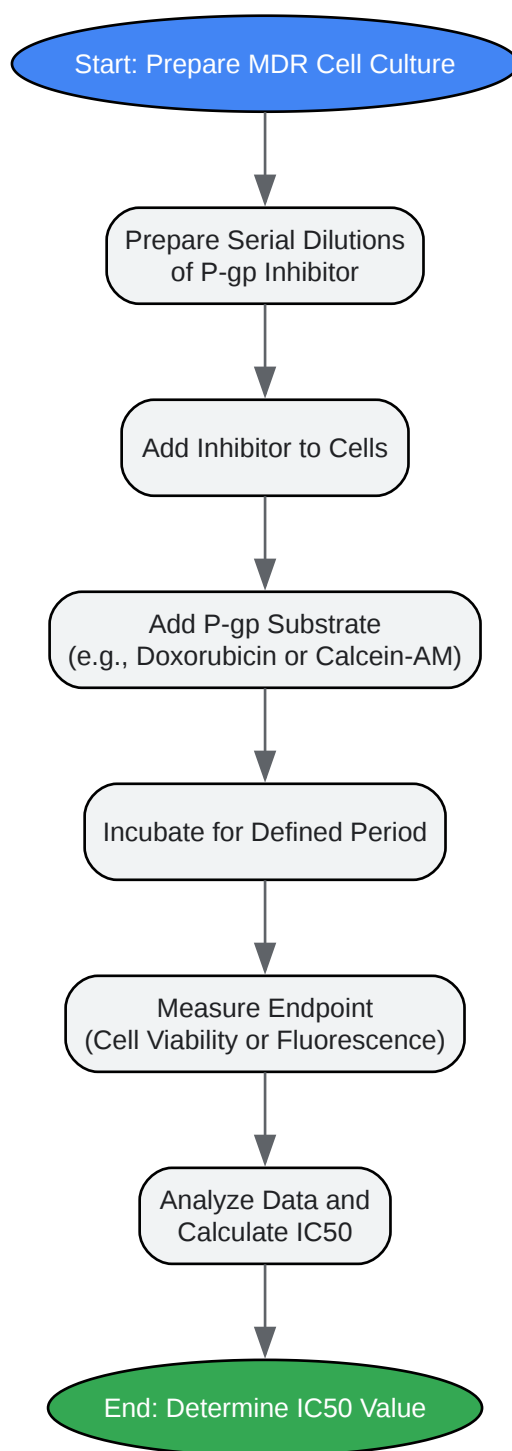 Start: Prepare MDR Cell Culture
Prepare Serial Dilutions
of P-gp Inhibitor
Add Inhibitor to Cells
Add P-gp Substrate
(e.g., Doxorubicin or Calcein-AM)
Incubate for Defined Period
Measure Endpoint
(Cell Viability or Fluorescence)
Analyze Data and
Calculate IC50
End: Determine IC50 Value